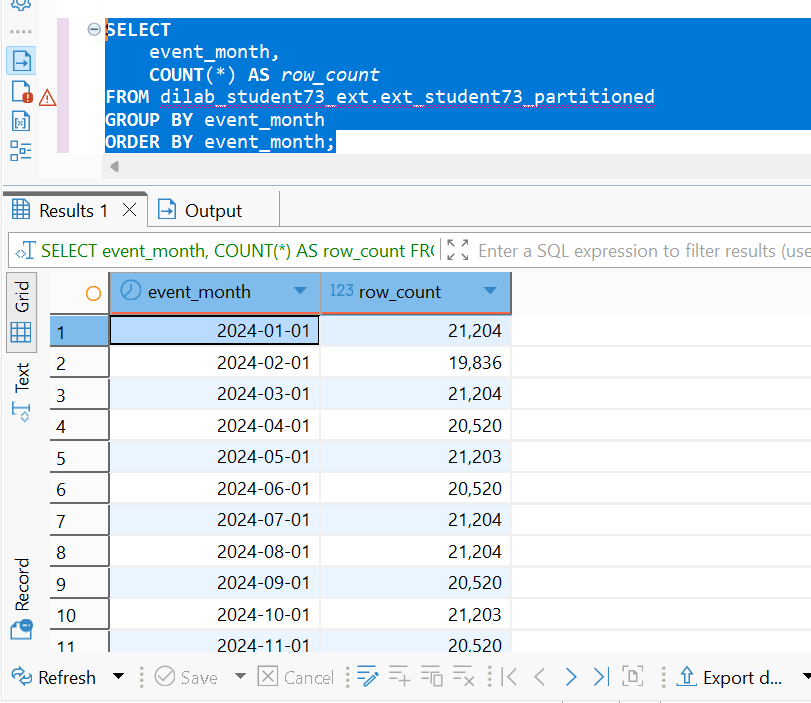 SELECT
event_month,
COUNT(*) AS row_count
FROM dilab_student73_ext.ext_student73_partitioned
GROUP BY event_month
ORDER BY event_month;
Results 1
Output
SELECT event_month, COUNT(*) AS row_count FR
Enter a SQL expression to filter results (use
Grid
Text
Record
event_month 123 row_count
1 2024-01-01 21,204
2 2024-02-01 19,836
3 2024-03-01 21,204
4 2024-04-01 20,520
5 2024-05-01 21,203
6 2024-06-01 20,520
7 2024-07-01 21,204
8 2024-08-01 21,204
9 2024-09-01 20,520
10 2024-10-01 21,203
11 2024-11-01 20,520
Refresh Save Cancel Export d...